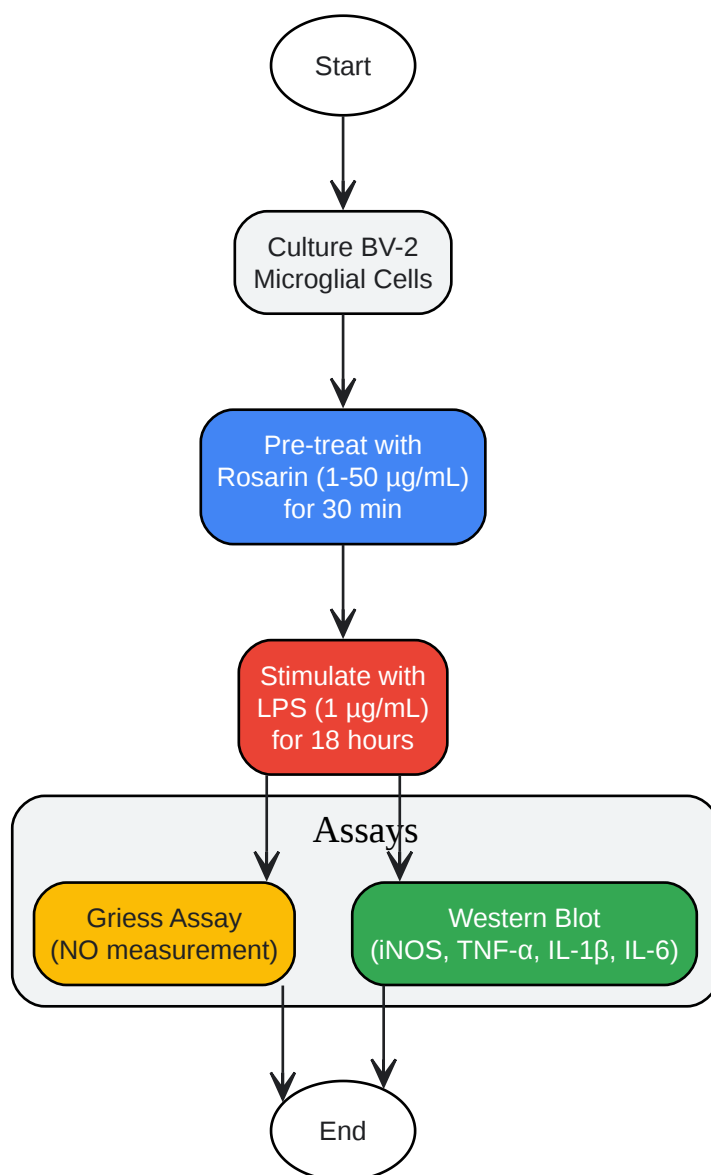 Start
Culture BV-2
Microglial Cells
Pre-treat with
Rosarin (1-50 µg/mL)
for 30 min
Stimulate with
LPS (1 µg/mL)
for 18 hours
Assays
Griess Assay
(NO measurement)
Western Blot
(iNOS, TNF-α, IL-1β, IL-6)
End